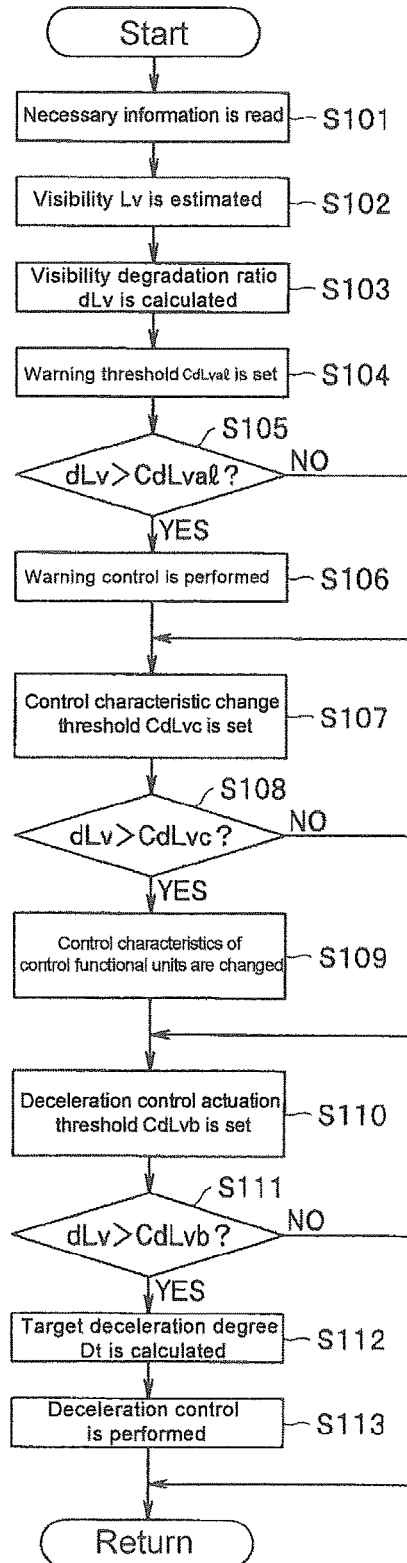 Start
Necessary information is read
S101
Visibility Lv is estimated
S102
Visibility degradation ratio
dLv is calculated
S103
Warning threshold CdLvaℓ is set
S104
S105
dLv>CdLvaℓ?
NO
YES
Warning control is performed
S106
Control characteristic change
threshold CdLvc is set
S107
S108
dLv>CdLvc?
NO
YES
Control characteristics of
control functional units are changed
S109
Deceleration control actuation
threshold CdLvb is set
S110
S111
dLv>CdLvb?
NO
YES
Target deceleration degree
Dt is calculated
S112
Deceleration control
is performed
S113
Return